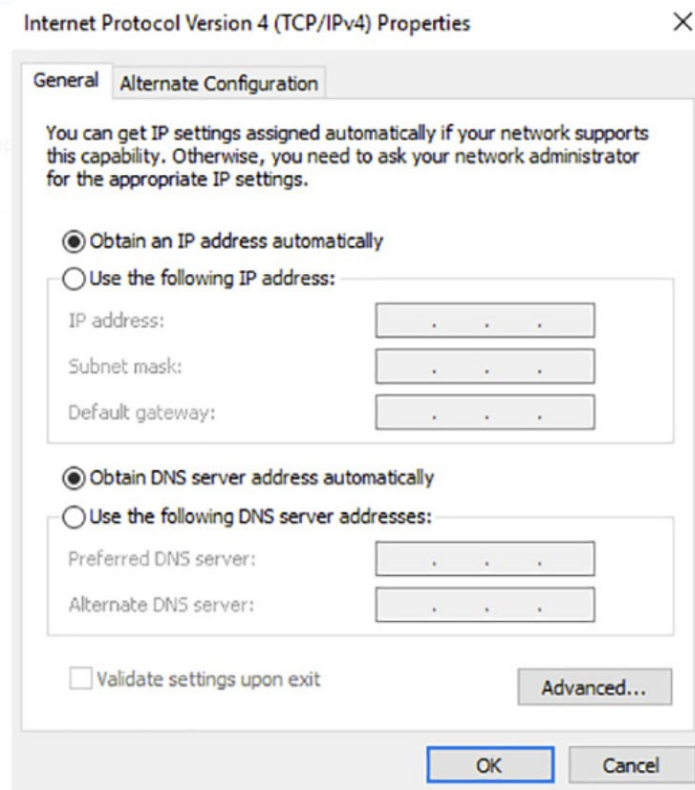 Internet Protocol Version 4 (TCP/IPv4) Properties
General
Alternate Configuration
You can get IP settings assigned automatically if your network supports
this capability. Otherwise, you need to ask your network administrator
for the appropriate IP settings.
Obtain an IP address automatically
Use the following IP address:
IP address:
Subnet mask:
Default gateway:
Obtain DNS server address automatically
Use the following DNS server addresses:
Preferred DNS server:
Alternate DNS server:
Validate settings upon exit
Advanced...
OK
Cancel